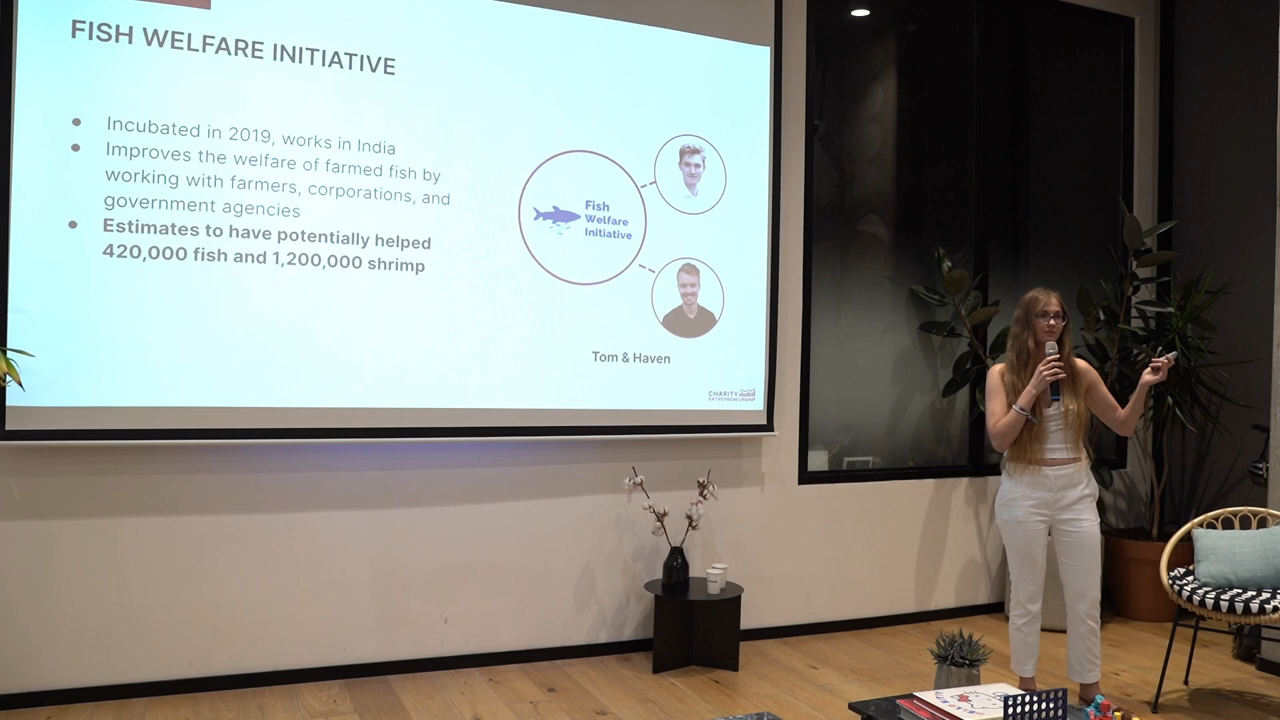 FISH WELFARE INITIATIVE
● Incubated in 2019, works in India
● Improves the welfare of farmed fish by
working with farmers, corporations, and
government agencies
● Estimates to have potentially helped
420,000 fish and 1,200,000 shrimp
Fish
Welfare
Initiative
Tom & Haven
CHARITY
ENTREPRENEURSHIP